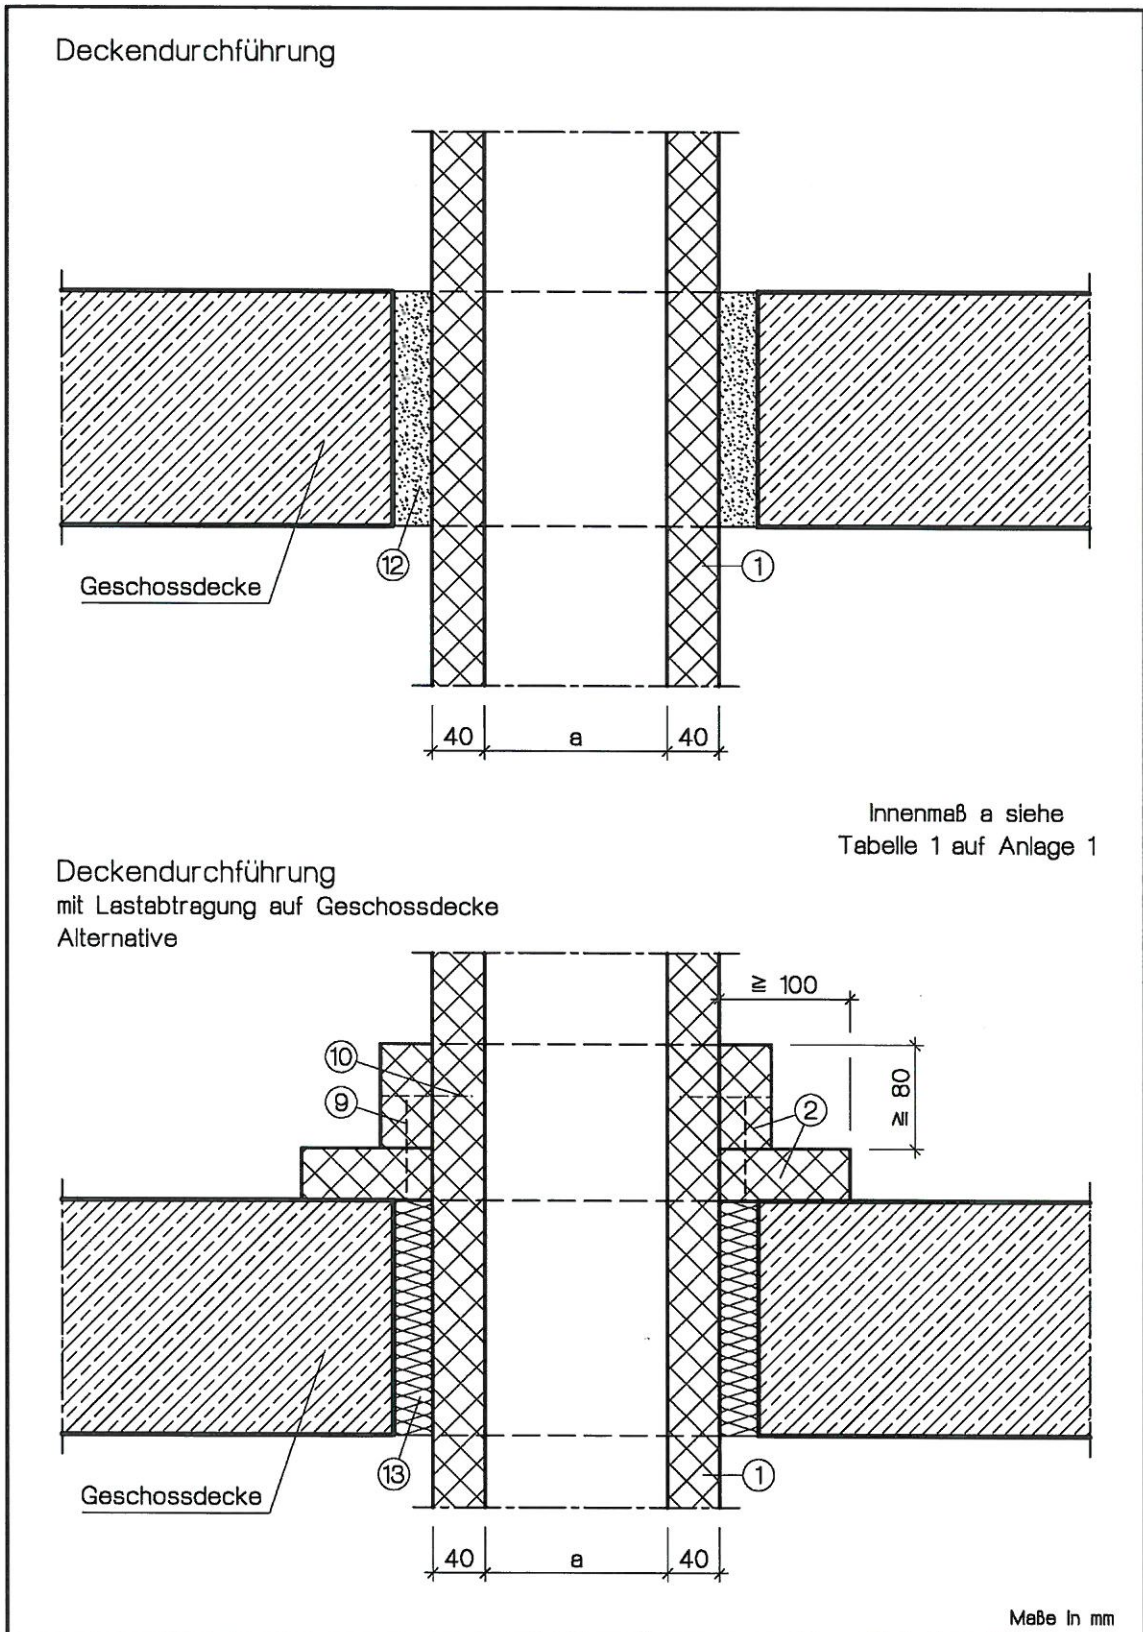 Deckendurchführung
12
1
Geschossdecke
40 a 40
Innenmaß a siehe
Tabelle 1 auf Anlage 1
Deckendurchführung
mit Lastabtragung auf Geschossdecke
Alternative
≧ 100
10
9
2
≧ 80
13
1
Geschossdecke
40 a 40
Maße in mm